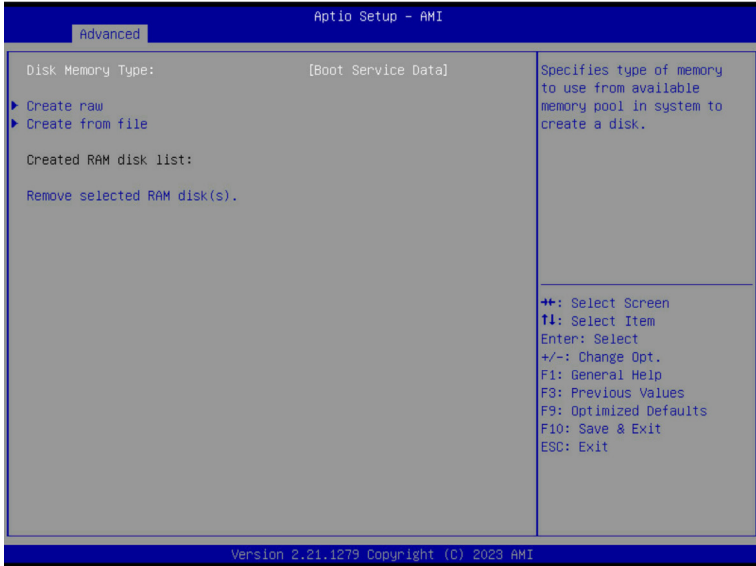 Aptio Setup – AMI
Advanced
Disk Memory Type: [Boot Service Data]
Create raw
Create from file
Created RAM disk list:
Remove selected RAM disk(s).
Specifies type of memory
to use from available
memory pool in system to
create a disk.
→←: Select Screen
↑↓: Select Item
Enter: Select
+/-: Change Opt.
F1: General Help
F3: Previous Values
F9: Optimized Defaults
F10: Save & Exit
ESC: Exit
Version 2.21.1279 Copyright (C) 2023 AMI